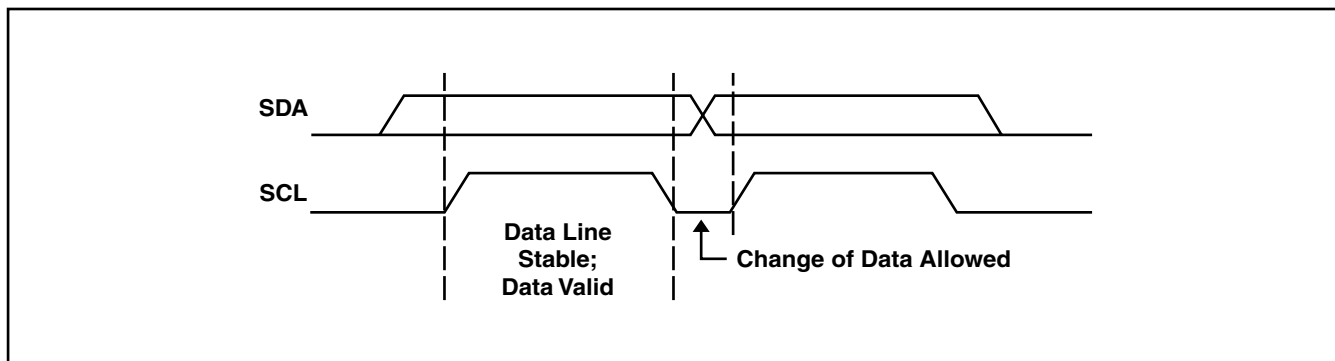 SDA
SCL
Data Line
Stable;
Data Valid
Change of Data Allowed